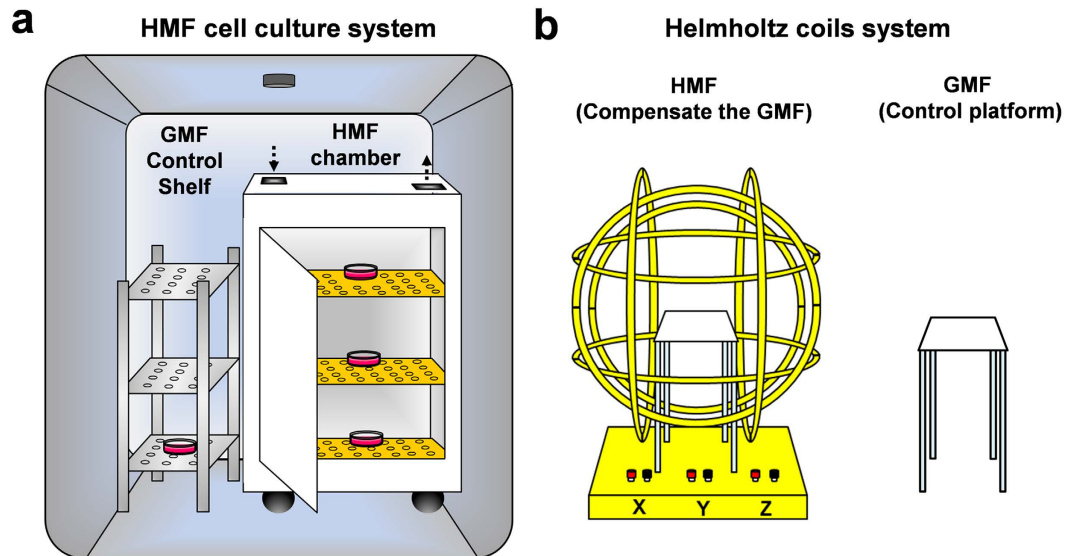 a
HMF cell culture system
GMF
Control
Shelf
HMF
chamber
b
Helmholtz coils system
HMF
(Compensate the GMF)
GMF
(Control platform)
X Y Z